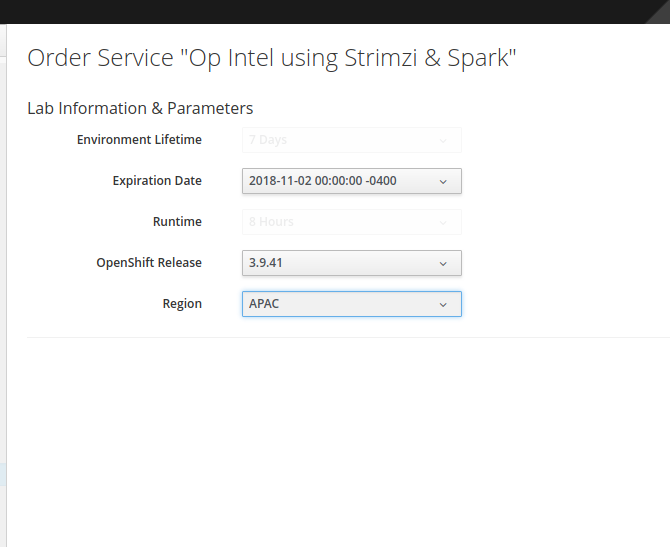 Order Service "Op Intel using Strimzi & Spark"
Lab Information & Parameters
Environment Lifetime 7 Days
Expiration Date 2018-11-02 00:00:00 -0400
Runtime 8 Hours
OpenShift Release 3.9.41
Region APAC